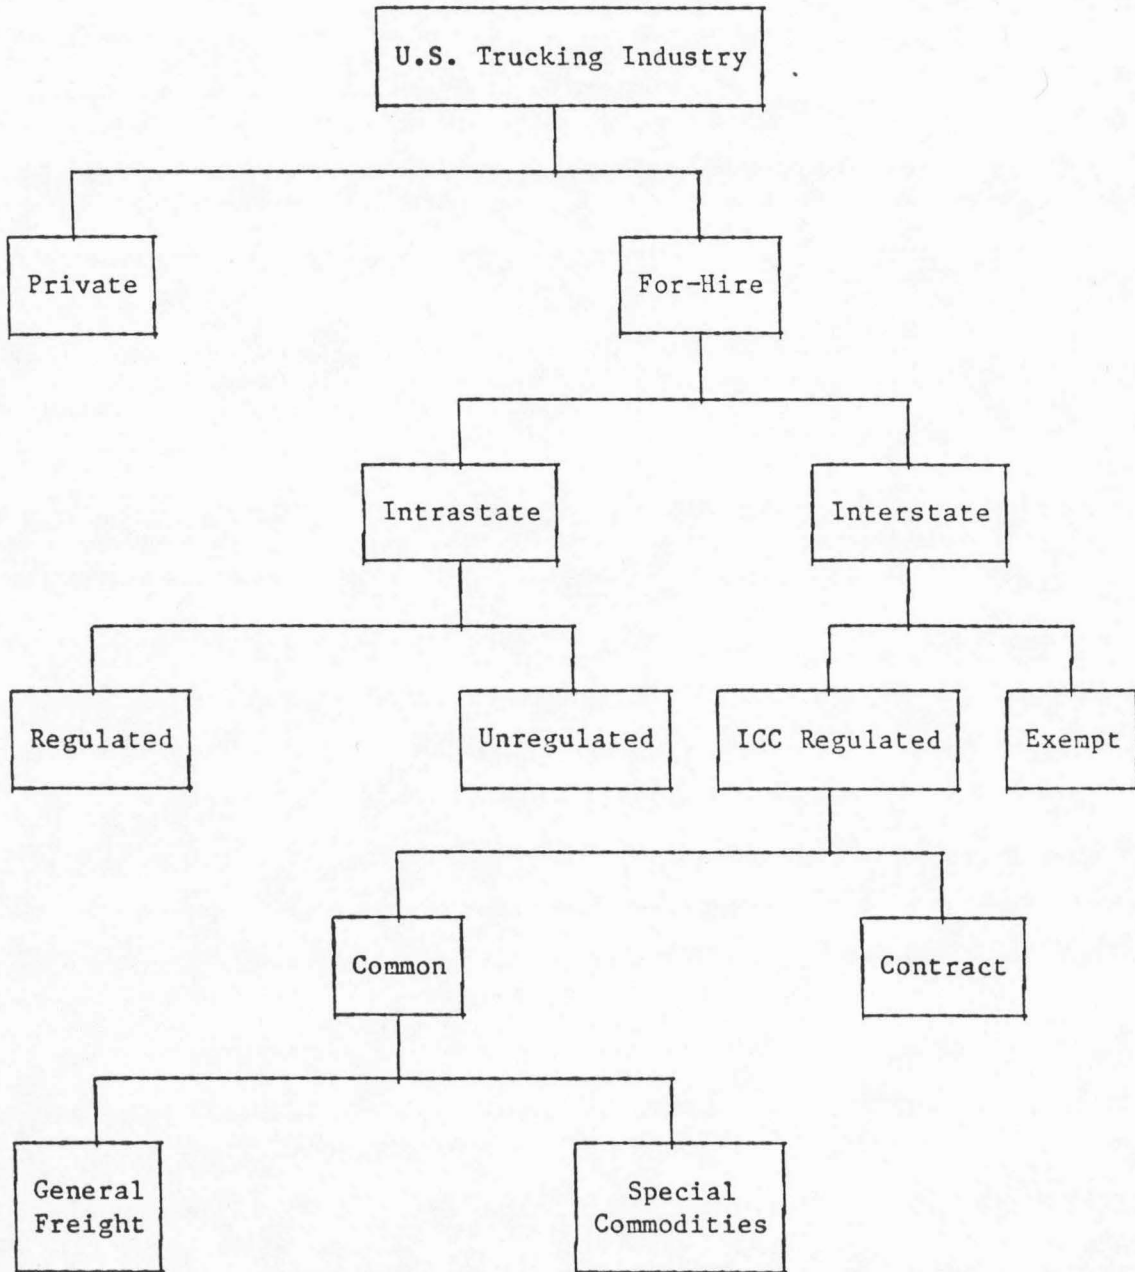 U.S. Trucking Industry
Private
For-Hire
Intrastate
Interstate
Regulated
Unregulated
ICC Regulated
Exempt
Common
Contract
General
Freight
Special
Commodities